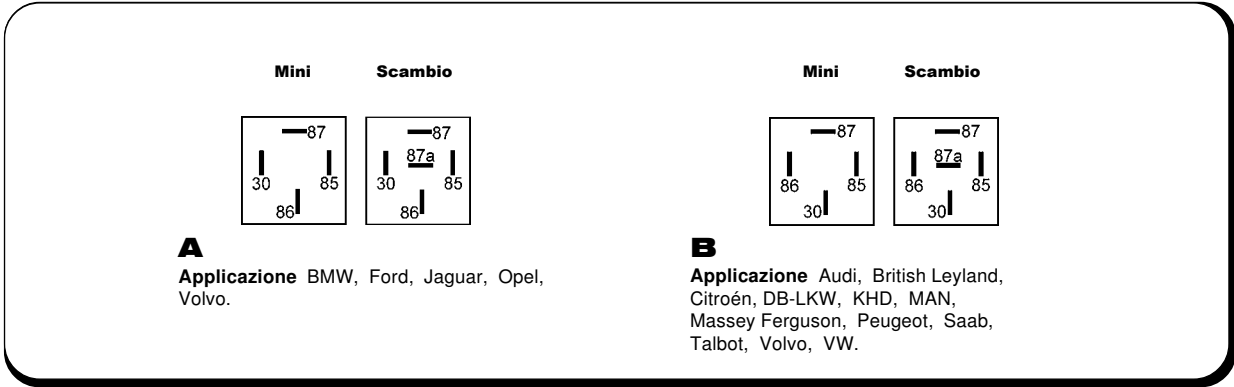 Mini Scambio
87
30 85
86
87
87a
30 85
86
A
Applicazione BMW, Ford, Jaguar, Opel,
Volvo.
Mini Scambio
87
86 85
30
87
87a
86 85
30
B
Applicazione Audi, British Leyland,
Citroén, DB-LKW, KHD, MAN,
Massey Ferguson, Peugeot, Saab,
Talbot, Volvo, VW.